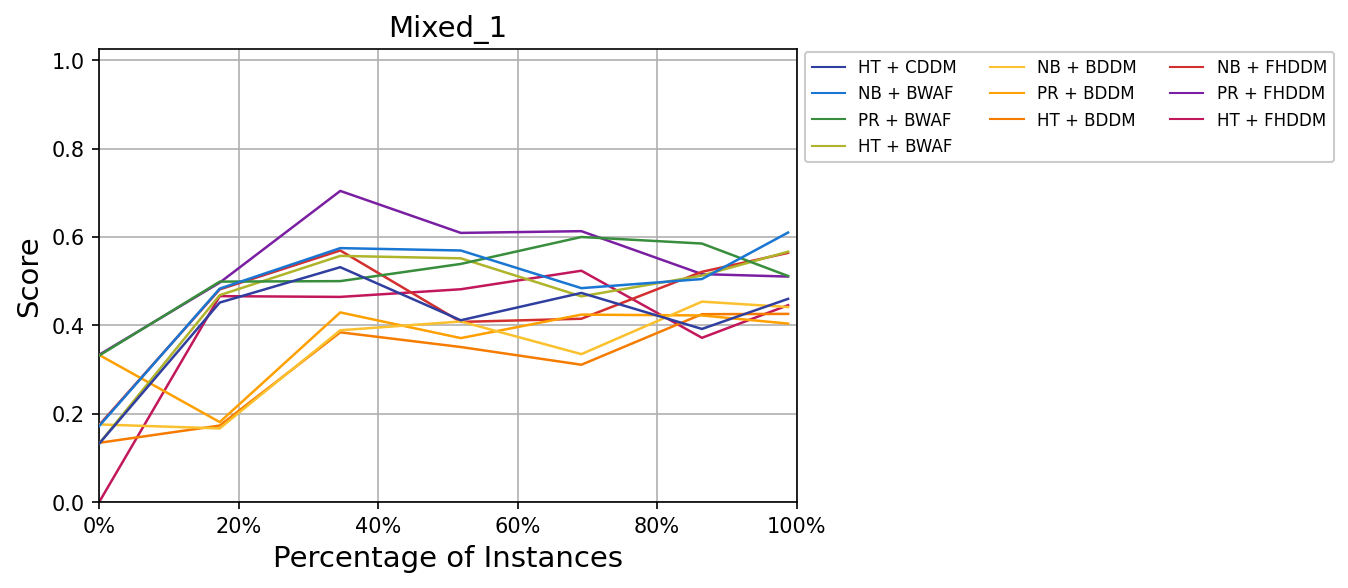 Mixed_1
1.0
0.8
0.6
0.4
0.2
0.0
Score
0% 20% 40% 60% 80% 100%
Percentage of Instances
HT + CDDM
NB + BWAF
PR + BWAF
HT + BWAF
NB + BDDM
PR + BDDM
HT + BDDM
NB + FHDDM
PR + FHDDM
HT + FHDDM